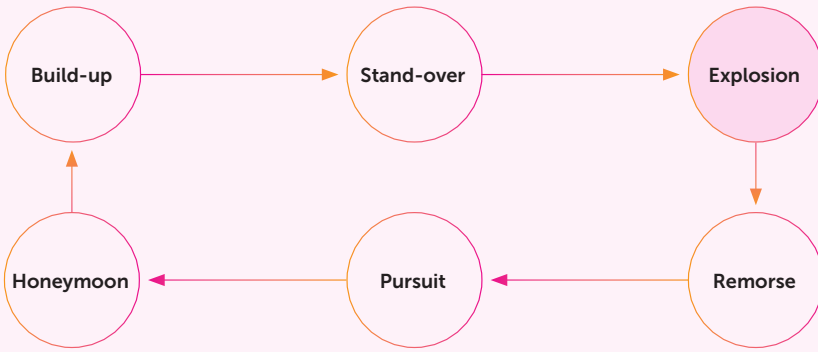 Build-up
Stand-over
Explosion
Honeymoon
Pursuit
Remorse